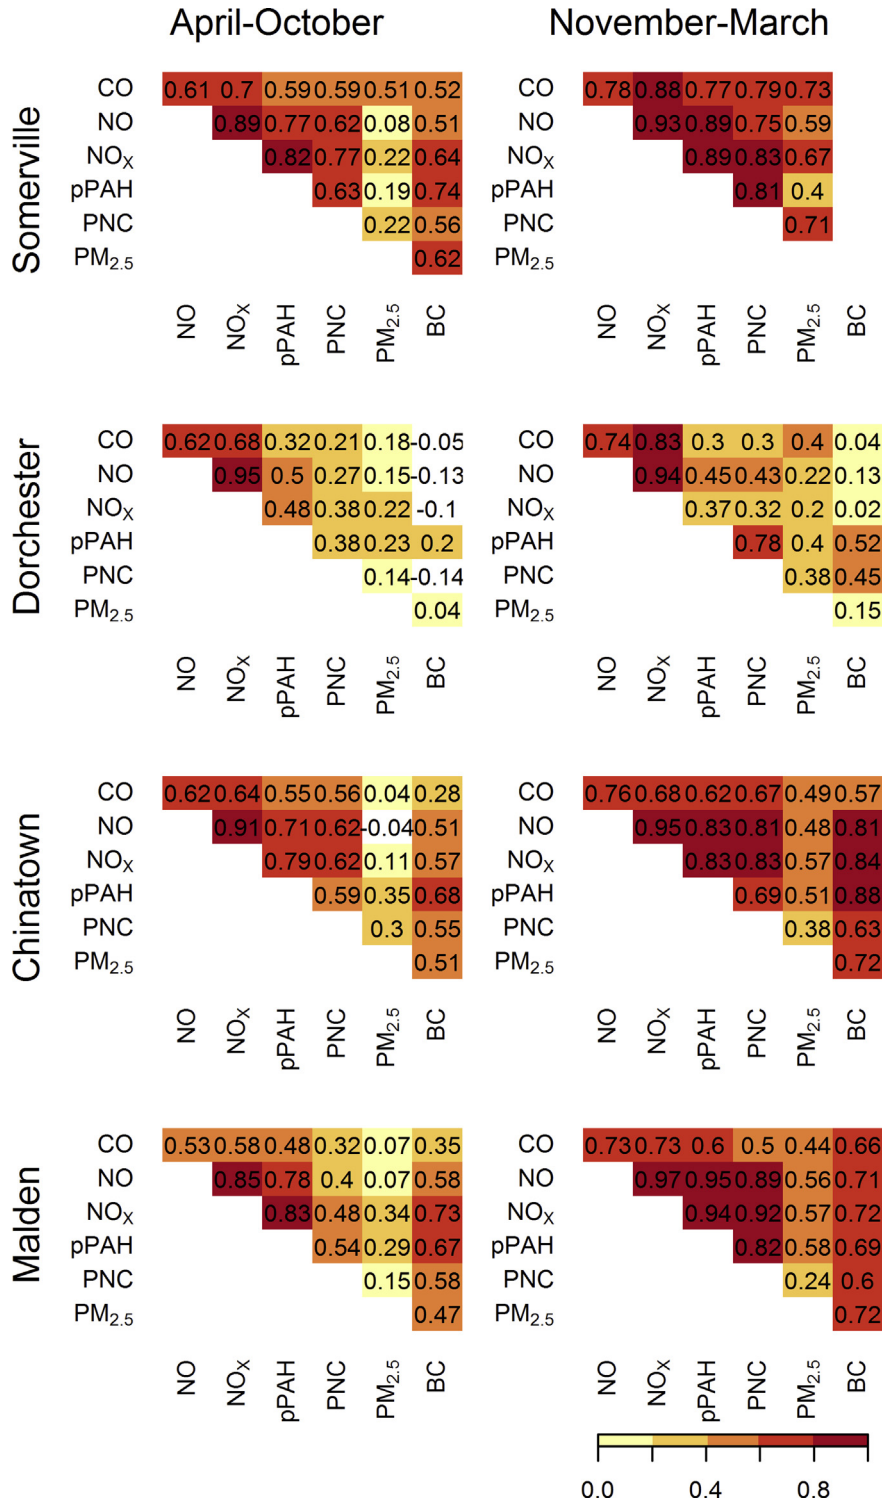 April-October November-March
Somerville
CO 0.61 0.7 0.59 0.59 0.51 0.52
NO 0.89 0.77 0.62 0.08 0.51
NOX 0.82 0.77 0.22 0.64
pPAH 0.63 0.19 0.74
PNC 0.22 0.56
PM2.5 0.62
NO NOX pPAH PNC PM2.5 BC
CO 0.78 0.88 0.77 0.79 0.73
NO 0.93 0.89 0.75 0.59
NOX 0.89 0.83 0.67
pPAH 0.81 0.4
PNC 0.71
PM2.5
NO NOX pPAH PNC PM2.5 BC
Dorchester
CO 0.62 0.68 0.32 0.21 0.18 -0.05
NO 0.95 0.5 0.27 0.15 -0.13
NOX 0.48 0.38 0.22 -0.1
pPAH 0.38 0.23 0.2
PNC 0.14 -0.14
PM2.5 0.04
NO NOX pPAH PNC PM2.5 BC
CO 0.74 0.83 0.3 0.3 0.4 0.04
NO 0.94 0.45 0.43 0.22 0.13
NOX 0.37 0.32 0.2 0.02
pPAH 0.78 0.4 0.52
PNC 0.38 0.45
PM2.5 0.15
NO NOX pPAH PNC PM2.5 BC
Chinatown
CO 0.62 0.64 0.55 0.56 0.04 0.28
NO 0.91 0.71 0.62 -0.04 0.51
NOX 0.79 0.62 0.11 0.57
pPAH 0.59 0.35 0.68
PNC 0.3 0.55
PM2.5 0.51
NO NOX pPAH PNC PM2.5 BC
CO 0.76 0.68 0.62 0.67 0.49 0.57
NO 0.95 0.83 0.81 0.48 0.81
NOX 0.83 0.83 0.57 0.84
pPAH 0.69 0.51 0.88
PNC 0.38 0.63
PM2.5 0.72
NO NOX pPAH PNC PM2.5 BC
Malden
CO 0.53 0.58 0.48 0.32 0.07 0.35
NO 0.85 0.78 0.4 0.07 0.58
NOX 0.83 0.48 0.34 0.73
pPAH 0.54 0.29 0.67
PNC 0.15 0.58
PM2.5 0.47
NO NOX pPAH PNC PM2.5 BC
CO 0.73 0.73 0.6 0.5 0.44 0.66
NO 0.97 0.95 0.89 0.56 0.71
NOX 0.94 0.92 0.57 0.72
pPAH 0.82 0.58 0.69
PNC 0.24 0.6
PM2.5 0.72
NO NOX pPAH PNC PM2.5 BC
0.0 0.4 0.8